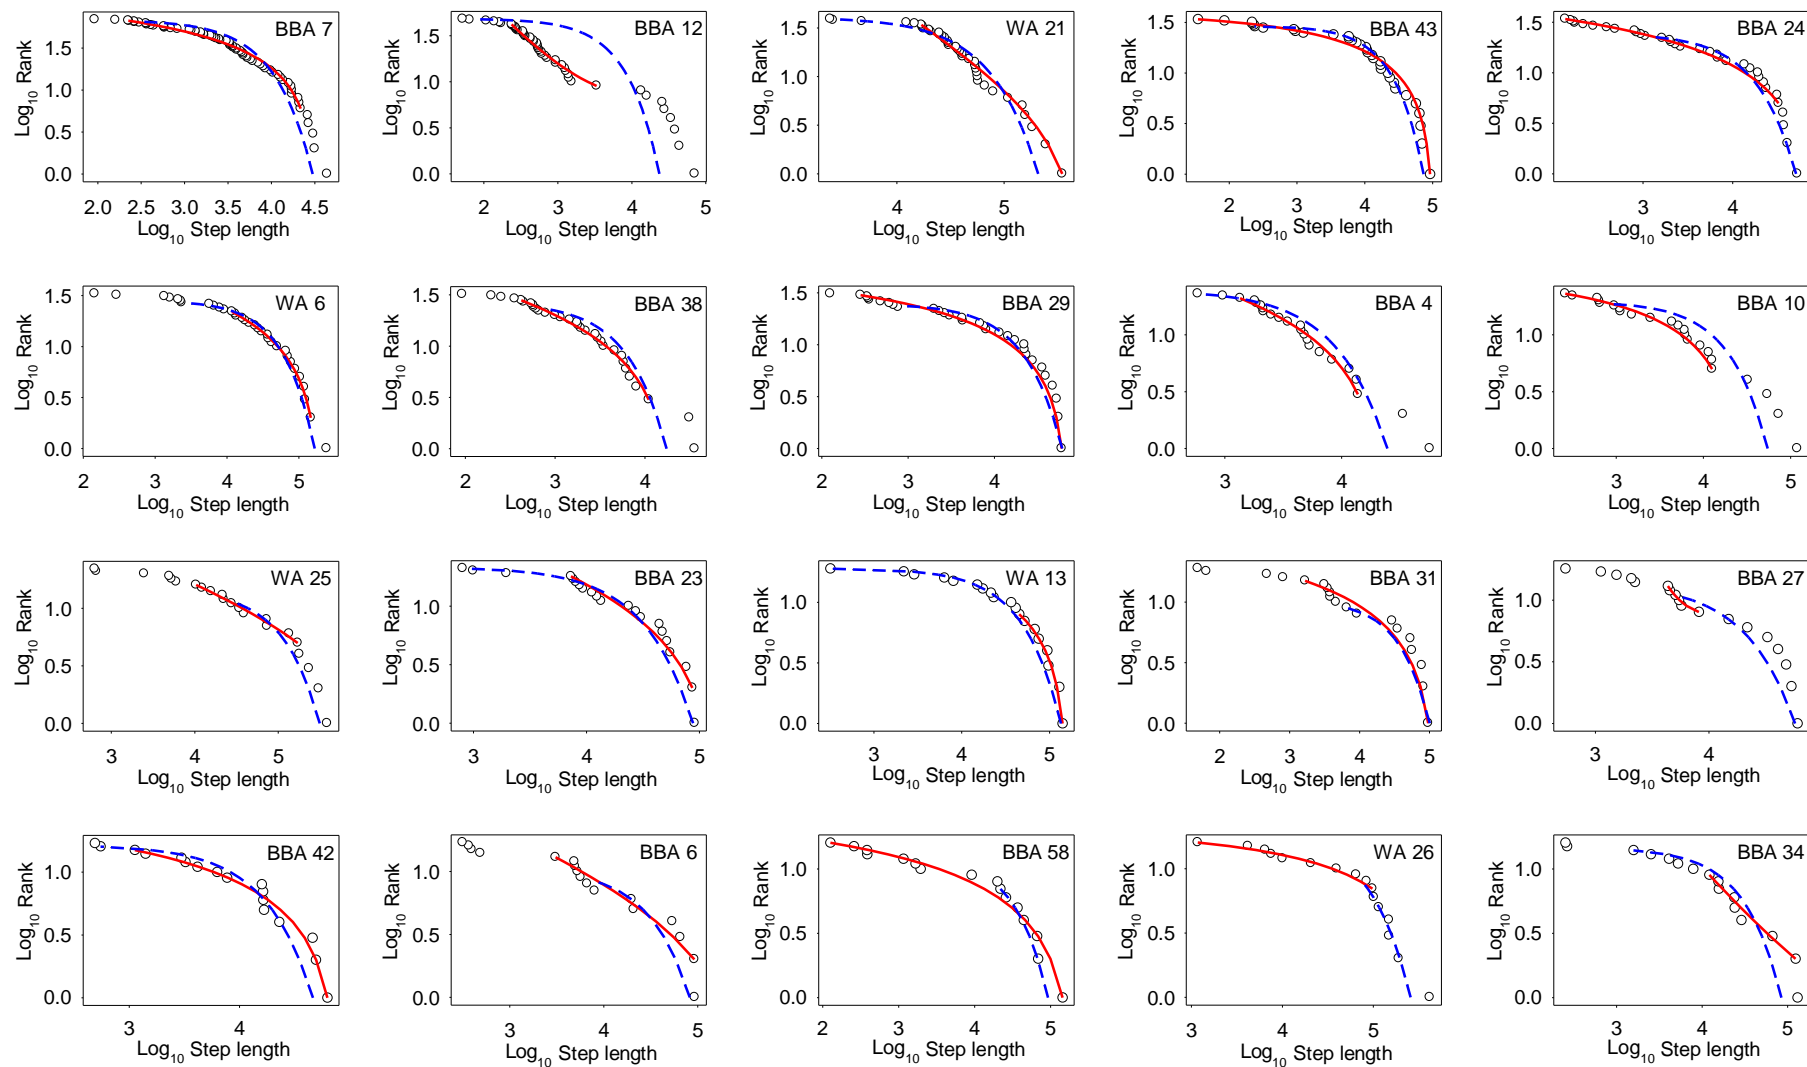 BBA 7
1.5
1.0
0.5
0.0
Log10 Rank
2.0 2.5 3.0 3.5 4.0 4.5
Log10 Step length
BBA 12
1.5
1.0
0.5
0.0
Log10 Rank
2 3 4 5
Log10 Step length
WA 21
1.5
1.0
0.5
0.0
Log10 Rank
4 5
Log10 Step length
BBA 43
1.5
1.0
0.5
0.0
Log10 Rank
2 3 4 5
Log10 Step length
BBA 24
1.5
1.0
0.5
0.0
Log10 Rank
3 4
Log10 Step length
WA 6
1.5
1.0
0.5
0.0
Log10 Rank
2 3 4 5
Log10 Step length
BBA 38
1.5
1.0
0.5
0.0
Log10 Rank
2 3 4
Log10 Step length
BBA 29
1.5
1.0
0.5
0.0
Log10 Rank
2 3 4
Log10 Step length
BBA 4
1.0
0.5
0.0
Log10 Rank
3 4
Log10 Step length
BBA 10
1.0
0.5
0.0
Log10 Rank
3 4 5
Log10 Step length
WA 25
1.0
0.5
0.0
Log10 Rank
3 4 5
Log10 Step length
BBA 23
1.0
0.5
0.0
Log10 Rank
3 4 5
Log10 Step length
WA 13
1.0
0.5
0.0
Log10 Rank
3 4 5
Log10 Step length
BBA 31
1.0
0.5
0.0
Log10 Rank
2 3 4 5
Log10 Step length
BBA 27
1.0
0.5
0.0
Log10 Rank
3 4
Log10 Step length
BBA 42
1.0
0.5
0.0
Log10 Rank
3 4
Log10 Step length
BBA 6
1.0
0.5
0.0
Log10 Rank
3 4 5
Log10 Step length
BBA 58
1.0
0.5
0.0
Log10 Rank
2 3 4 5
Log10 Step length
WA 26
1.0
0.5
0.0
Log10 Rank
3 4 5
Log10 Step length
BBA 34
1.0
0.5
0.0
Log10 Rank
3 4 5
Log10 Step length